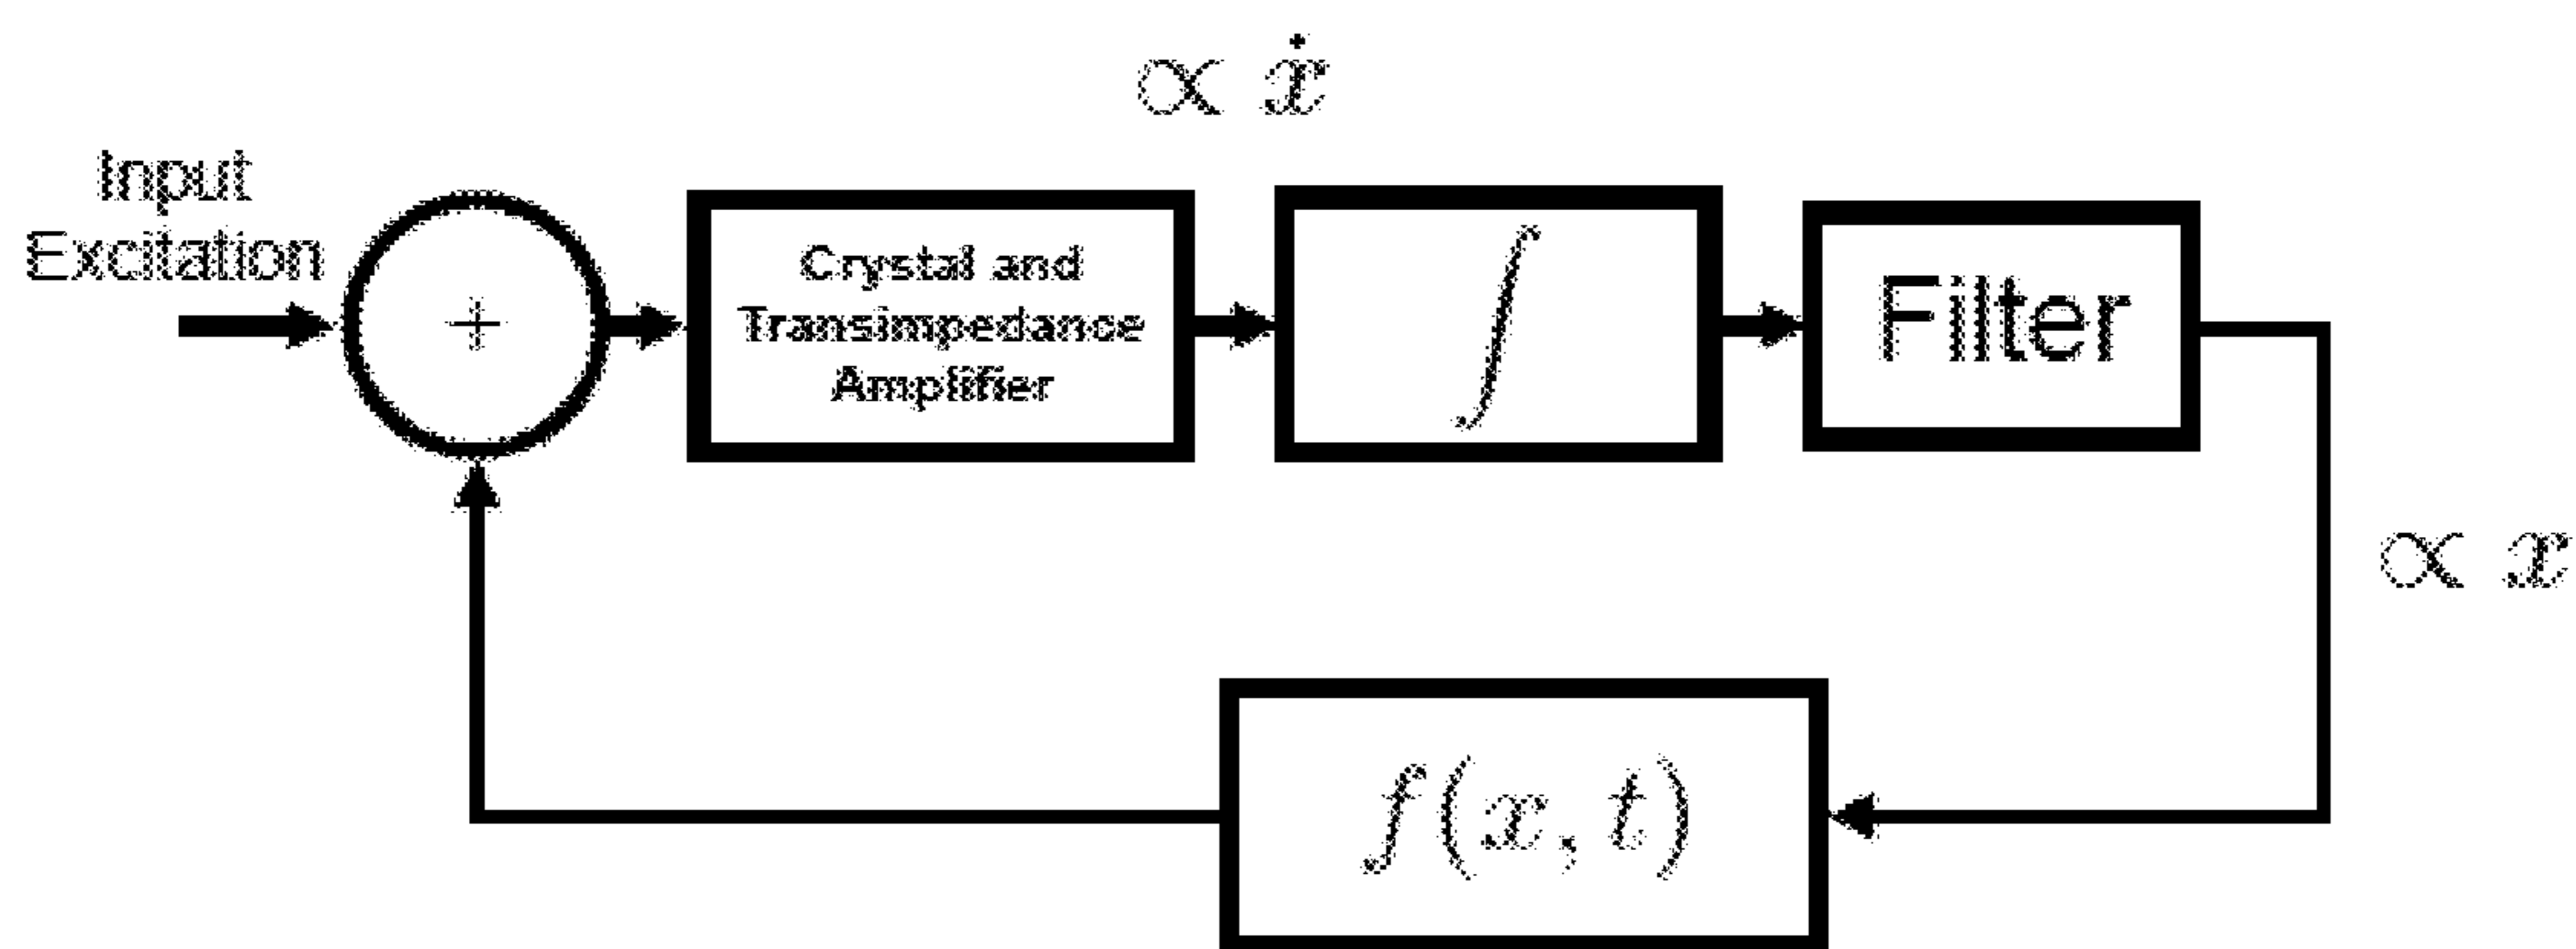 ∝ ẋ
Input
Excitation
+
Crystal and
Transimpedance
Amplifier
∫
Filter
∝ x
f(x, t)